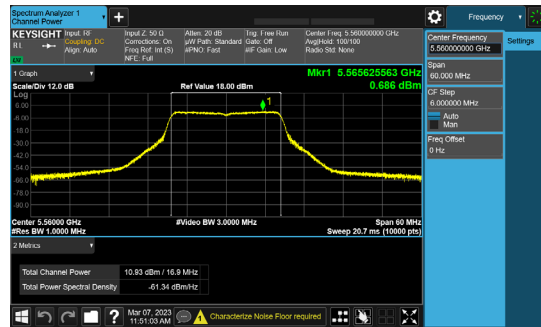 Spectrum Analyzer 1
Channel Power
+
Frequency
KEYSIGHT
RL
LW
Input: RF
Coupling: DC
Align: Auto
Input Z: 50 Ω
Corrections: On
Freq Ref: Int (S)
NFE: Full
Atten: 20 dB
µW Path: Standard
#PNO: Fast
Trig: Free Run
Gate: Off
#IF Gain: Low
Center Freq: 5.560000000 GHz
Avg|Hold: 100/100
Radio Std: None
1 Graph
Mkr1 5.565625563 GHz
Scale/Div 12.0 dB
Ref Value 18.00 dBm
0.686 dBm
Log
1
6.00
-6.00
-18.0
-30.0
-42.0
-54.0
-66.0
-78.0
-90.0
Center 5.56000 GHz
#Video BW 3.0000 MHz
Span 60 MHz
#Res BW 1.0000 MHz
Sweep 20.7 ms (10000 pts)
2 Metrics
Total Channel Power
10.93 dBm / 16.9 MHz
Total Power Spectral Density
-61.34 dBm/Hz
Center Frequency
5.560000000 GHz
Settings
Span
60.000 MHz
CF Step
6.000000 MHz
Auto
Man
Freq Offset
0 Hz
?
Mar 07, 2023
11:51:03 AM
Characterize Noise Floor required